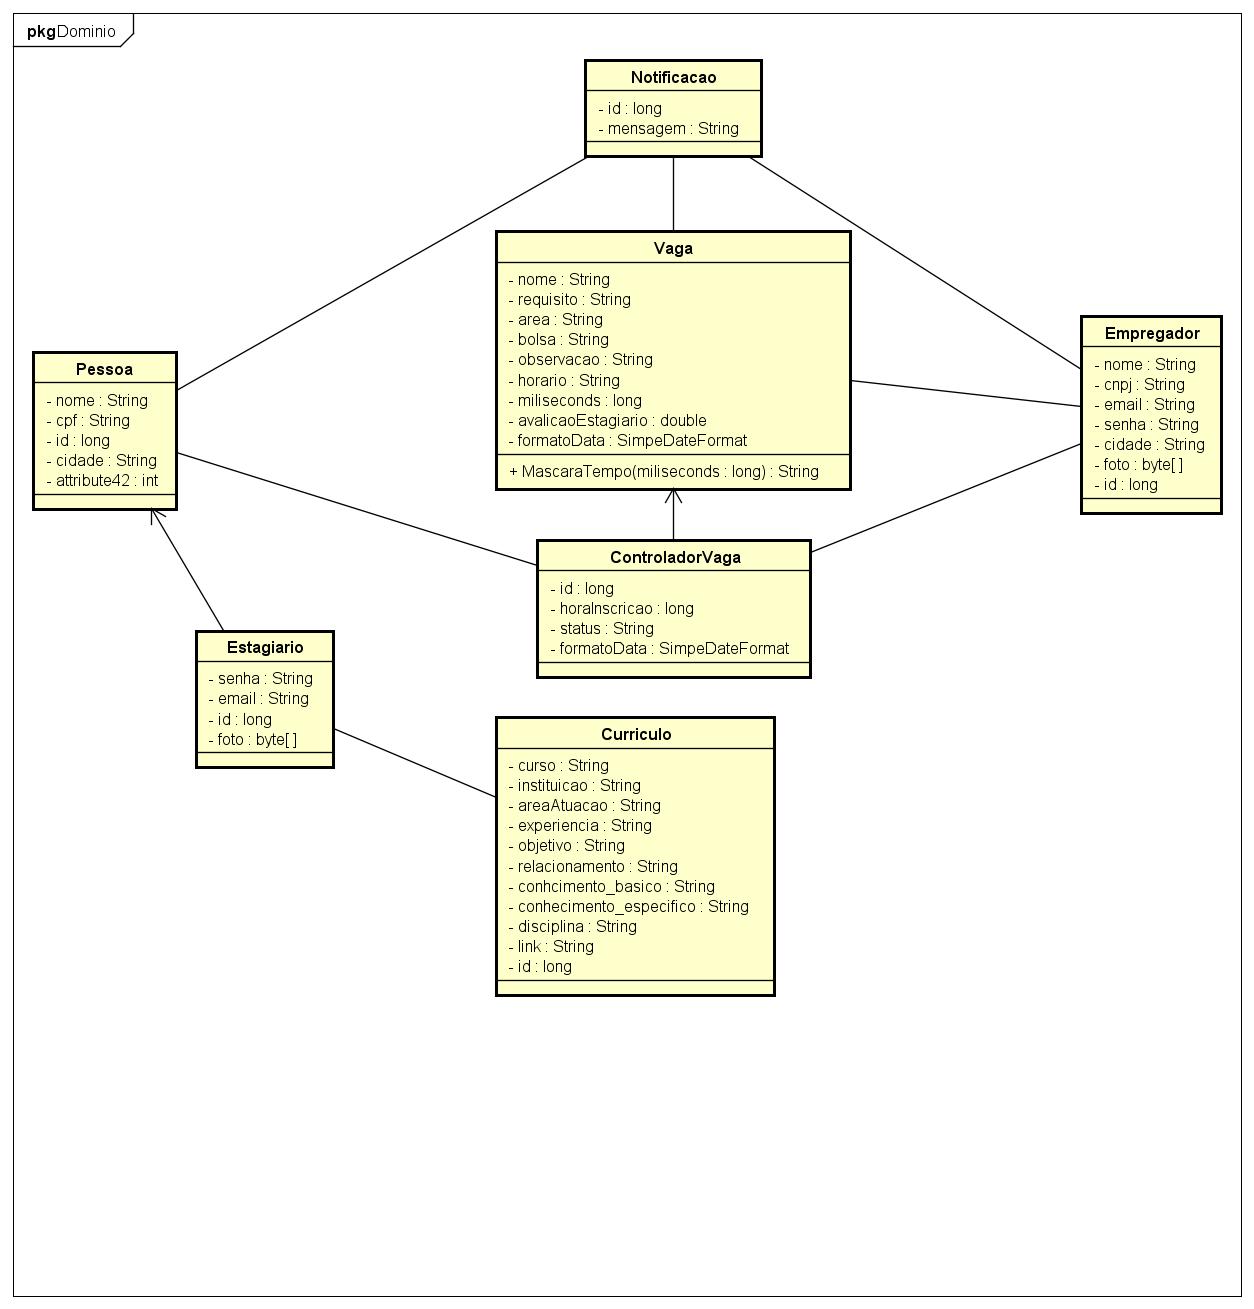 pkg Dominio
Notificacao
- id : long
- mensagem : String
Vaga
- nome : String
- requisito : String
- area : String
- bolsa : String
- observacao : String
- horario : String
- miliseconds : long
- avalicaoEstagiario : double
- formatoData : SimpeDateFormat
+ MascaraTempo(miliseconds : long) : String
Empregador
- nome : String
- cnpj : String
- email : String
- senha : String
- cidade : String
- foto : byte[ ]
- id : long
Pessoa
- nome : String
- cpf : String
- id : long
- cidade : String
- attribute42 : int
ControladorVaga
- id : long
- horaInscricao : long
- status : String
- formatoData : SimpeDateFormat
Estagiario
- senha : String
- email : String
- id : long
- foto : byte[ ]
Curriculo
- curso : String
- instituicao : String
- areaAtuacao : String
- experiencia : String
- objetivo : String
- relacionamento : String
- conhcimento_basico : String
- conhecimento_especifico : String
- disciplina : String
- link : String
- id : long